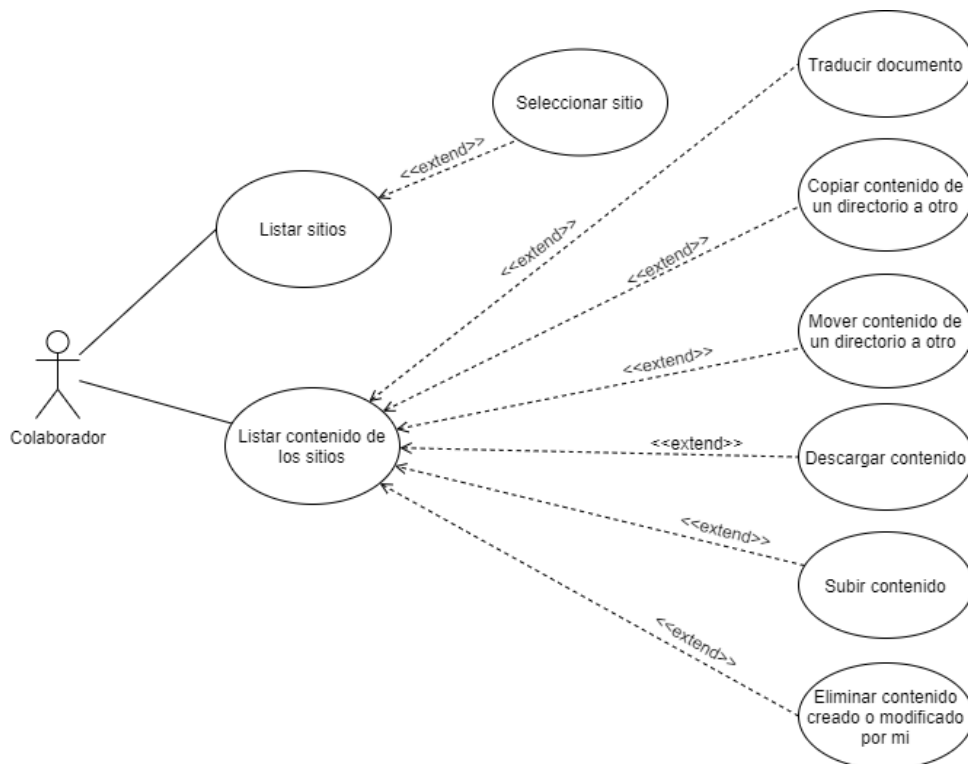 Traducir documento
Seleccionar sitio
<<extend>>
Copiar contenido de
un directorio a otro
Listar sitios
<<extend>>
<<extend>>
Mover contenido de
un directorio a otro
<<extend>>
Colaborador
Listar contenido de
los sitios
<<extend>>
Descargar contenido
<<extend>>
Subir contenido
<<extend>>
Eliminar contenido
creado o modificado
por mi